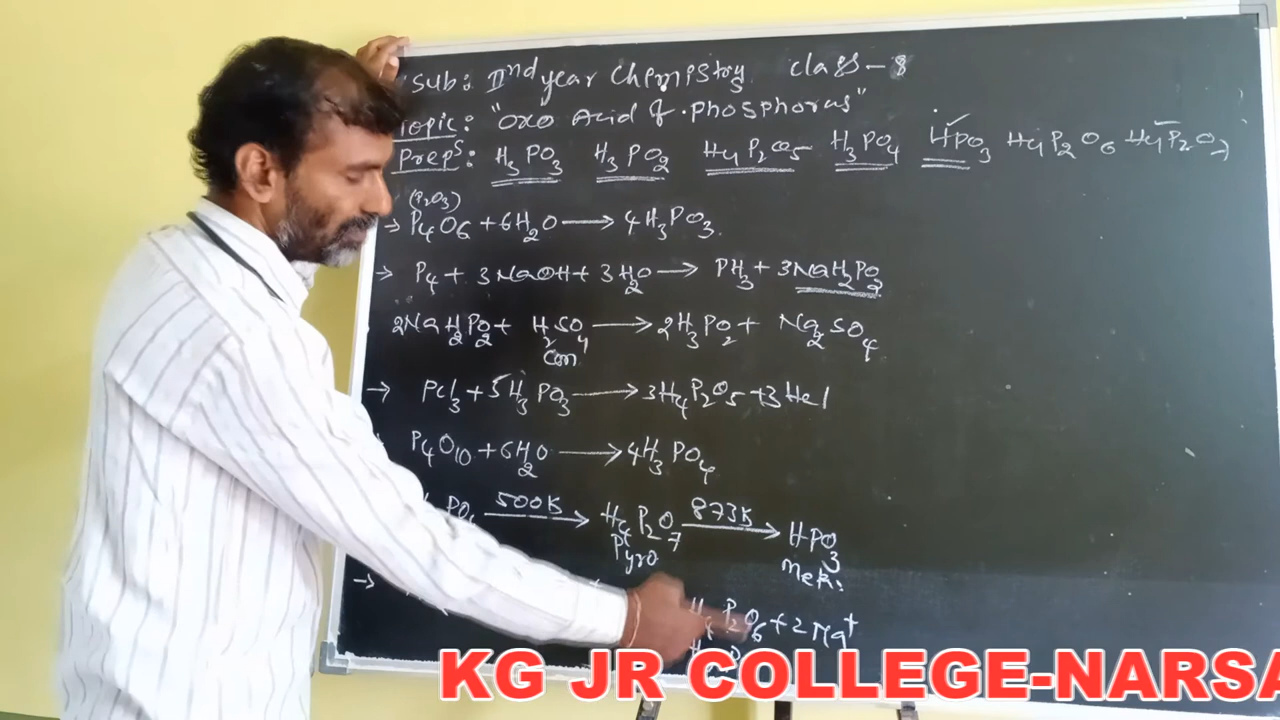 Sub: IInd year Chemistry class - 8
Topic: "Oxo Acid of phosphorus"
Preps: H3PO3 H3PO2 H4P2O5 H3PO4 HPO3 H4P2O6 H4P2O7
(P2O3)
→ P4O6 + 6H2O → 4H3PO3.
→ P4 + 3NaOH + 3H2O → PH3 + 3NaH2PO2
2NaH2PO2 + H2SO4 → 2H3PO2 + Na2SO4
Con
→ PCl3 + 5H3PO3 → 3H4P2O5 + 3HCl
P4O10 + 6H2O → 4H3PO4
PO4 500K → H4P2O7 873K → HPO3
Pyro Meta:
→ H4P2O6 + 2Na+
KG JR COLLEGE-NARSA